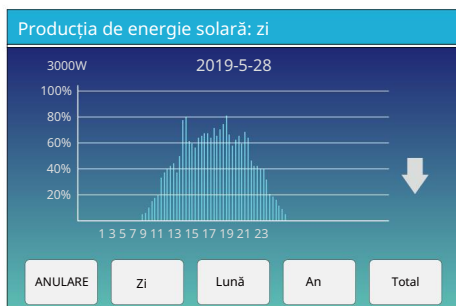 Producția de energie solară: zi
3000W 2019-5-28
100%
80%
60%
40%
20%
1 3 5 7 9 11 13 15 17 19 21 23
ANULARE Zi Lună An Total